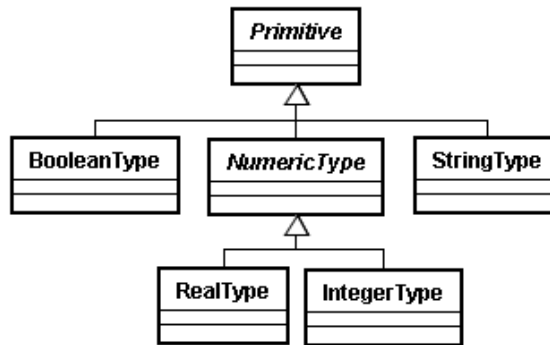 Primitive
BooleanType
NumericType
StringType
RealType
IntegerType